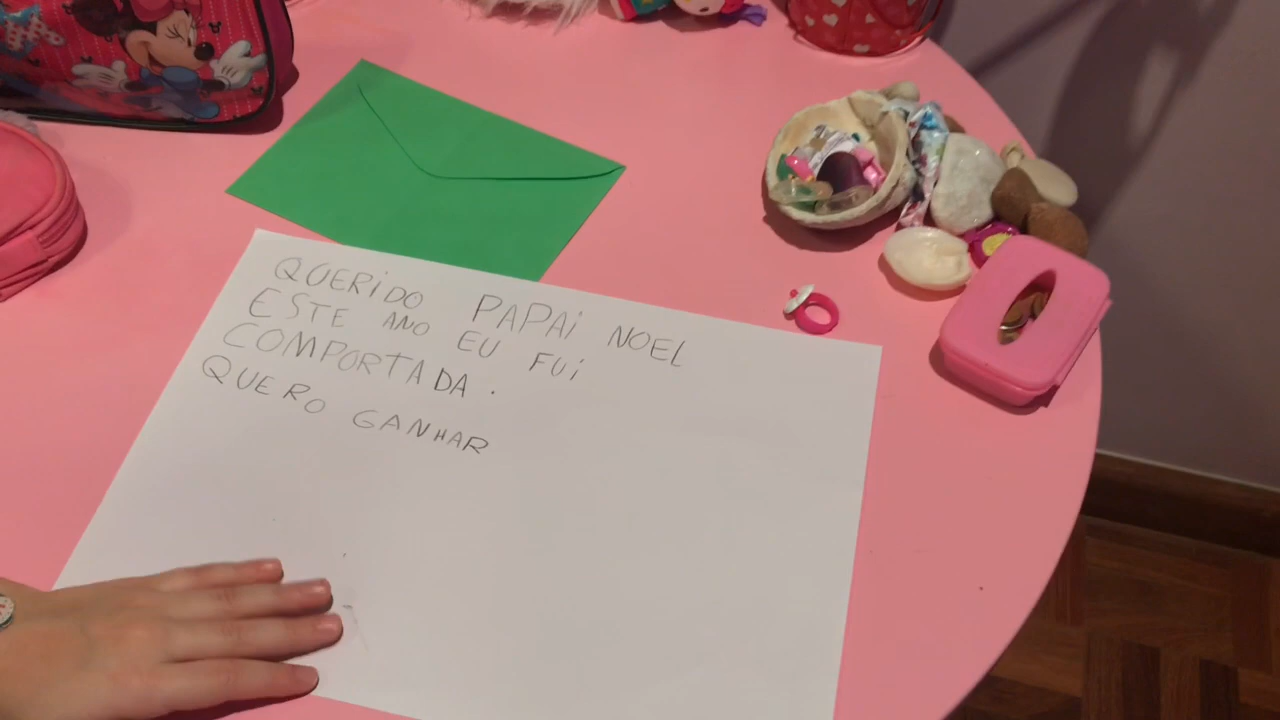 QUERiDO PAPAi NOEL
ESTE ANO EU FUi
COMPORTADA.
QUERO GANHAR